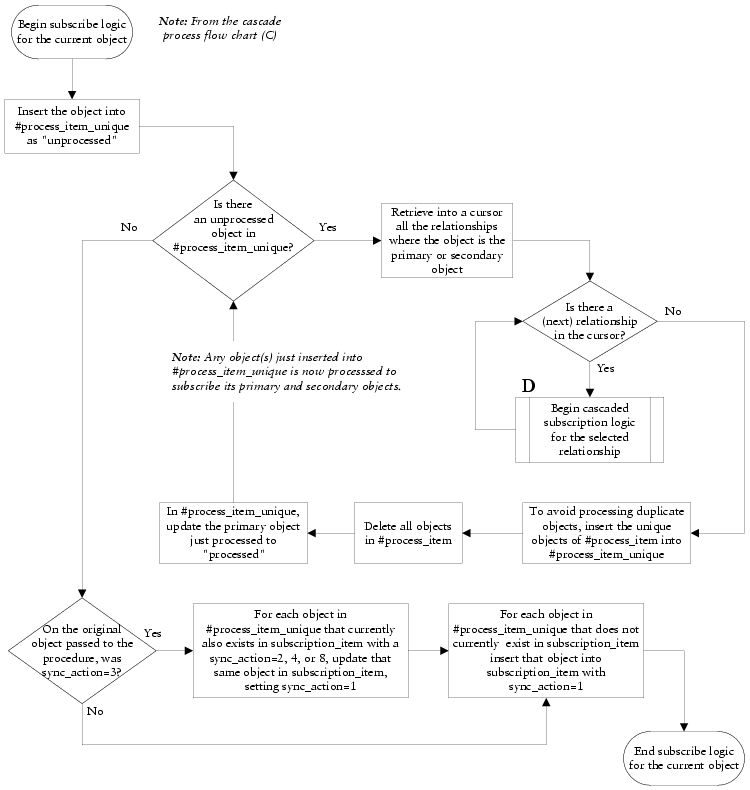 Begin subscribe logic
for the current object
Note: From the cascade
process flow chart (C)
Insert the object into
#process_item_unique
as "unprocessed"
Is there
an unprocessed
object in
#process_item_unique?
No
Yes
Retrieve into a cursor
all the relationships
where the object is the
primary or secondary
object
Is there a
(next) relationship
in the cursor?
No
Yes
Note: Any object(s) just inserted into
#process_item_unique is now processsed to
subscribe its primary and secondary objects.
D
Begin cascaded
subscription logic
for the selected
relationship
In #process_item_unique,
update the primary object
just processed to
"processed"
Delete all objects
in #process_item
To avoid processing duplicate
objects, insert the unique
objects of #process_item into
#process_item_unique
On the original
object passed to the
procedure, was
sync_action=3?
Yes
No
For each object in
#process_item_unique that currently
also exists in subscription_item with a
sync_action=2, 4, or 8, update that
same object in subscription_item,
setting sync_action=1
For each object in
#process_item_unique that does not
currently exist in subscription_item
insert that object into
subscription_item with
sync_action=1
End subscribe logic
for the current object